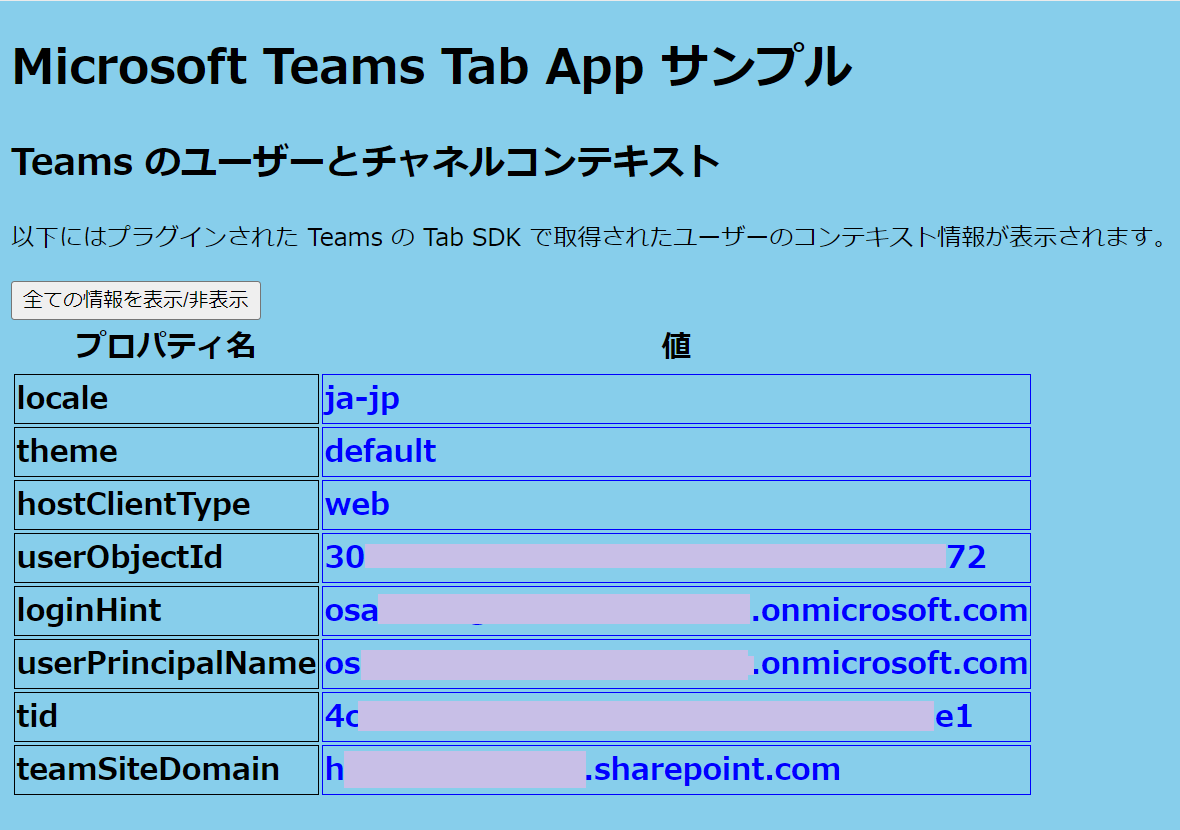 Microsoft Teams Tab App サンプル
Teams のユーザーとチャネルコンテキスト
以下にはプラグインされた Teams の Tab SDK で取得されたユーザーのコンテキスト情報が表示されます。
全ての情報を表示/非表示
プロパティ名 値
locale ja-jp
theme default
hostClientType web
userObjectId 30 72
loginHint osa .onmicrosoft.com
userPrincipalName os .onmicrosoft.com
tid 4c e1
teamSiteDomain h .sharepoint.com